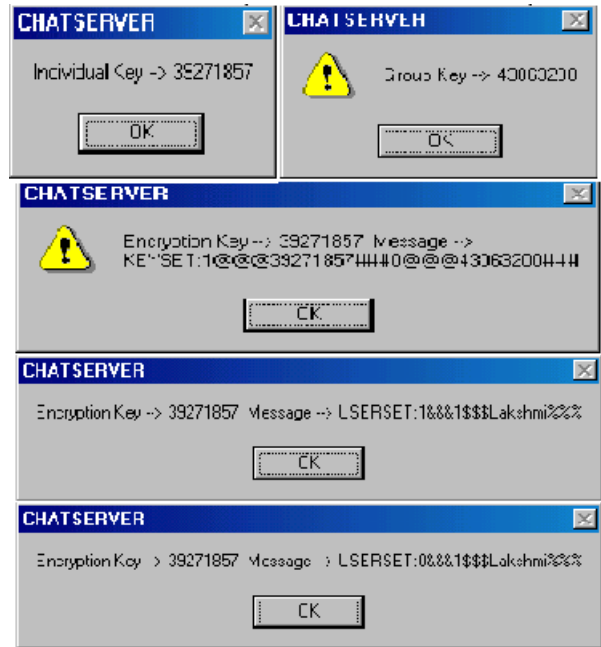 CHATSERVER
Individual Key --> 39271857
OK
CHATSERVER
Group Key --> 43063200
OK
CHATSERVER
Encryption Key --> 39271857 Message -->
KEYSET:1@@@39271857###0@@@43063200###
OK
CHATSERVER
Encryption Key --> 39271857 Message --> USERSET:1&&&1$$$Lakshmi%%%
OK
CHATSERVER
Encryption Key --> 39271857 Message --> USERSET:0&&&1$$$Lakshmi%%%
OK